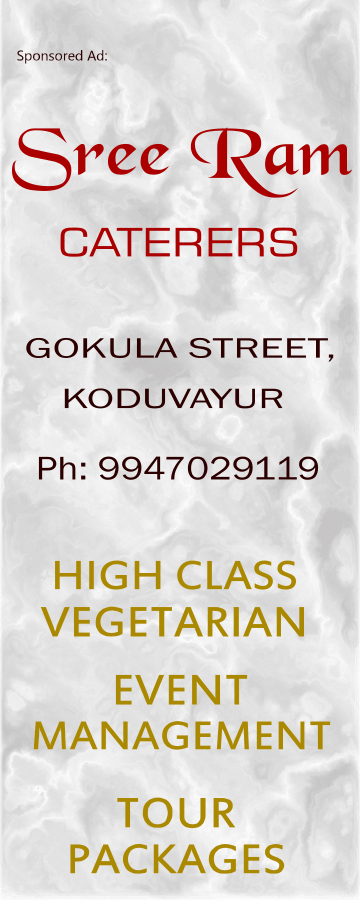 Sponsored Ad:
Sree Ram
CATERERS
GOKULA STREET,
KODUVAYUR
Ph: 9947029119
HIGH CLASS
VEGETARIAN
EVENT
MANAGEMENT
TOUR
PACKAGES